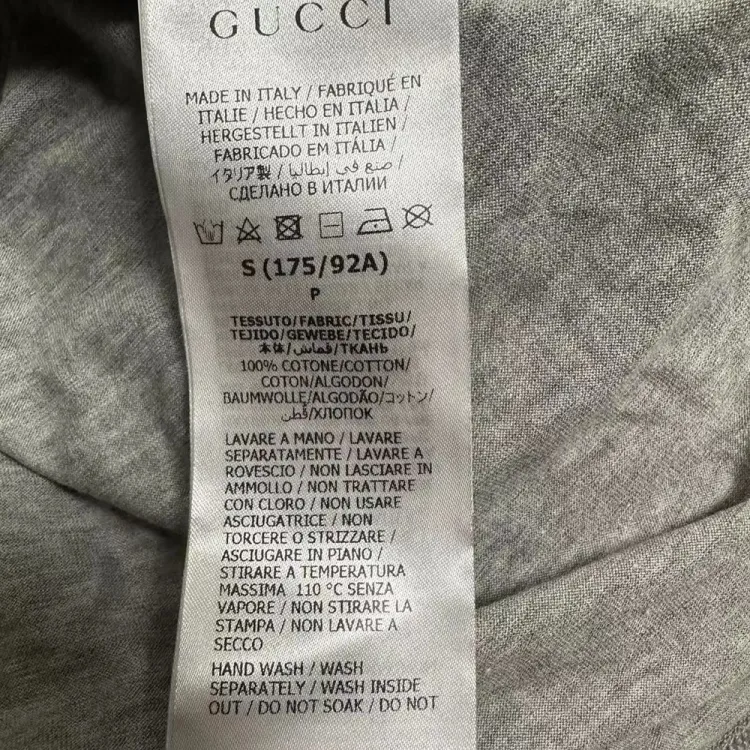 GUCCI
MADE IN ITALY / FABRIQUÉ EN
ITALIE / HECHO EN ITALIA /
HERGESTELLT IN ITALIEN /
FABRICADO EM ITÁLIA /
イタリア製 / صنع في إيطاليا /
СДЕЛАНО В ИТАЛИИ
S (175/92A)
P
TESSUTO/FABRIC/TISSU/
TEJIDO/GEWEBE/TECIDO/
本体/قماش/ТКАНЬ
100% COTONE/COTTON/
COTON/ALGODON/
BAUMWOLLE/ALGODÃO/コットン/
قطن/ХЛОПОК
LAVARE A MANO / LAVARE
SEPARATAMENTE / LAVARE A
ROVESCIO / NON LASCIARE IN
AMMOLLO / NON TRATTARE
CON CLORO / NON USARE
ASCIUGATRICE / NON
TORCERE O STRIZZARE /
ASCIUGARE IN PIANO /
STIRARE A TEMPERATURA
MASSIMA 110 °C SENZA
VAPORE / NON STIRARE LA
STAMPA / NON LAVARE A
SECCO
HAND WASH / WASH
SEPARATELY / WASH INSIDE
OUT / DO NOT SOAK / DO NOT